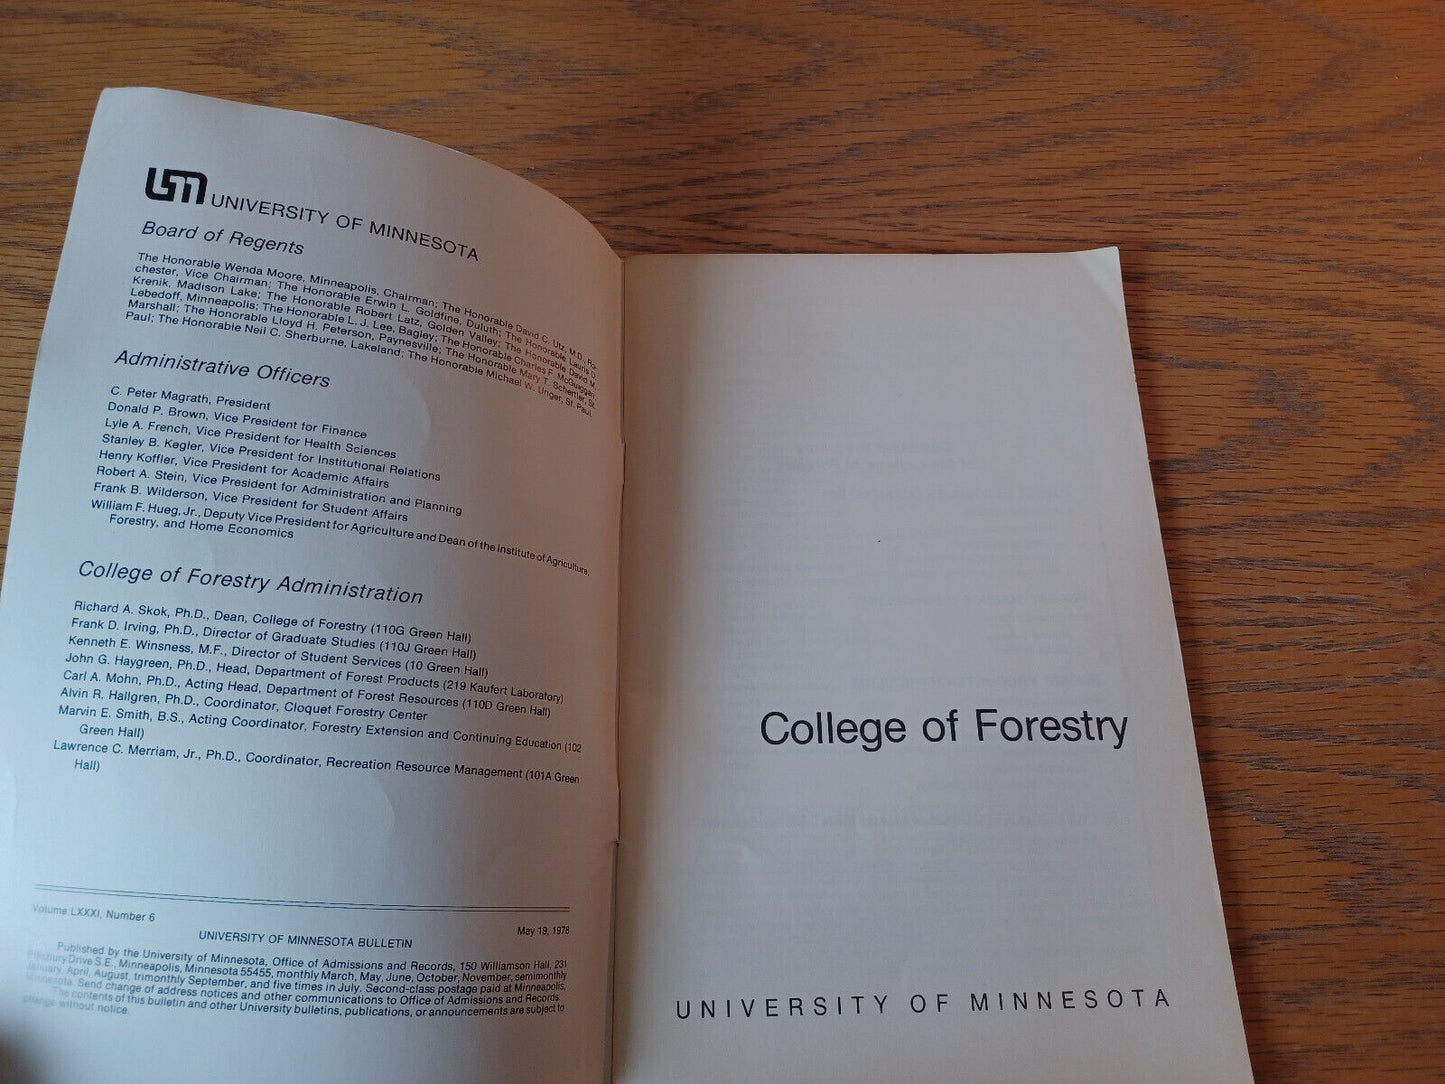 UM UNIVERSITY OF MINNESOTA
Board of Regents
The Honorable Wenda Moore, Minneapolis, Chairman; The Honorable David C. Utz, M.D., Ro-
chester, Vice Chairman; The Honorable Erwin L. Goldfine, Duluth; The Honorable Lauris D.
Krenik, Madison Lake; The Honorable Robert Latz, Golden Valley; The Honorable David M.
Lebedoff, Minneapolis; The Honorable L. J. Lee, Bagley; The Honorable Charles F. McGuiggan,
Marshall; The Honorable Lloyd H. Peterson, Paynesville; The Honorable Mary T. Schertler, St.
Paul; The Honorable Neil C. Sherburne, Lakeland; The Honorable Michael W. Unger, St. Paul.
Administrative Officers
C. Peter Magrath, President
Donald P. Brown, Vice President for Finance
Lyle A. French, Vice President for Health Sciences
Stanley B. Kegler, Vice President for Institutional Relations
Henry Koffler, Vice President for Academic Affairs
Robert A. Stein, Vice President for Administration and Planning
Frank B. Wilderson, Vice President for Student Affairs
William F. Hueg, Jr., Deputy Vice President for Agriculture and Dean of the Institute of Agriculture,
Forestry, and Home Economics
College of Forestry Administration
Richard A. Skok, Ph.D., Dean, College of Forestry (110G Green Hall)
Frank D. Irving, Ph.D., Director of Graduate Studies (110J Green Hall)
Kenneth E. Winsness, M.F., Director of Student Services (10 Green Hall)
John G. Haygreen, Ph.D., Head, Department of Forest Products (219 Kaufert Laboratory)
Carl A. Mohn, Ph.D., Acting Head, Department of Forest Resources (110D Green Hall)
Alvin R. Hallgren, Ph.D., Coordinator, Cloquet Forestry Center
Marvin E. Smith, B.S., Acting Coordinator, Forestry Extension and Continuing Education (102
Green Hall)
Lawrence C. Merriam, Jr., Ph.D., Coordinator, Recreation Resource Management (101A Green
Hall)
Volume LXXXI, Number 6
May 19, 1978
UNIVERSITY OF MINNESOTA BULLETIN
Published by the University of Minnesota, Office of Admissions and Records, 150 Williamson Hall, 231
Pillsbury Drive S.E., Minneapolis, Minnesota 55455, monthly March, May, June, October, November, semimonthly
January, April, August, trimonthly September, and five times in July. Second-class postage paid at Minneapolis,
Minnesota. Send change of address notices and other communications to Office of Admissions and Records.
The contents of this bulletin and other University bulletins, publications, or announcements are subject to
change without notice.
College of Forestry
UNIVERSITY OF MINNESOTA